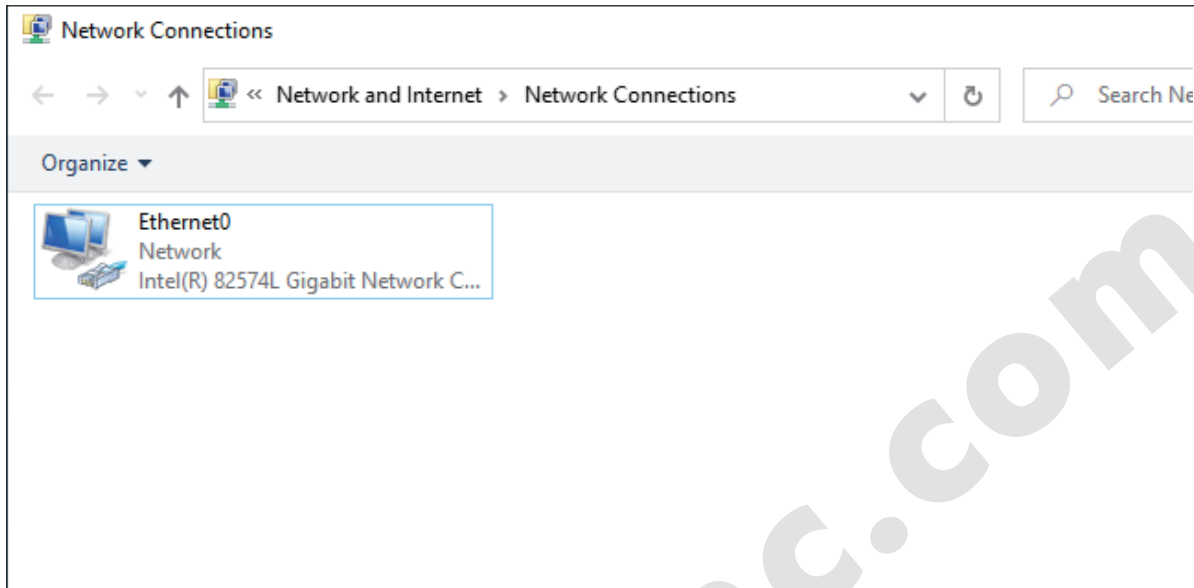 Network Connections
« Network and Internet > Network Connections
Search Ne
Organize
Ethernet0
Network
Intel(R) 82574L Gigabit Network C...
c.com